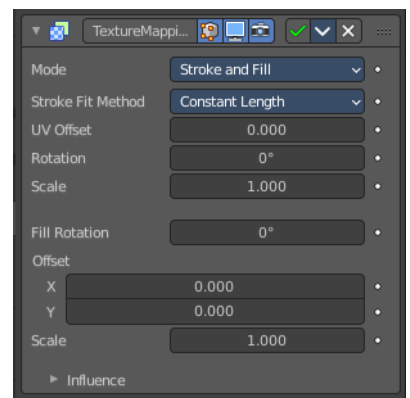 TextureMappi...
Mode Stroke and Fill
Stroke Fit Method Constant Length
UV Offset 0.000
Rotation 0°
Scale 1.000
Fill Rotation 0°
Offset
X 0.000
Y 0.000
Scale 1.000
Influence